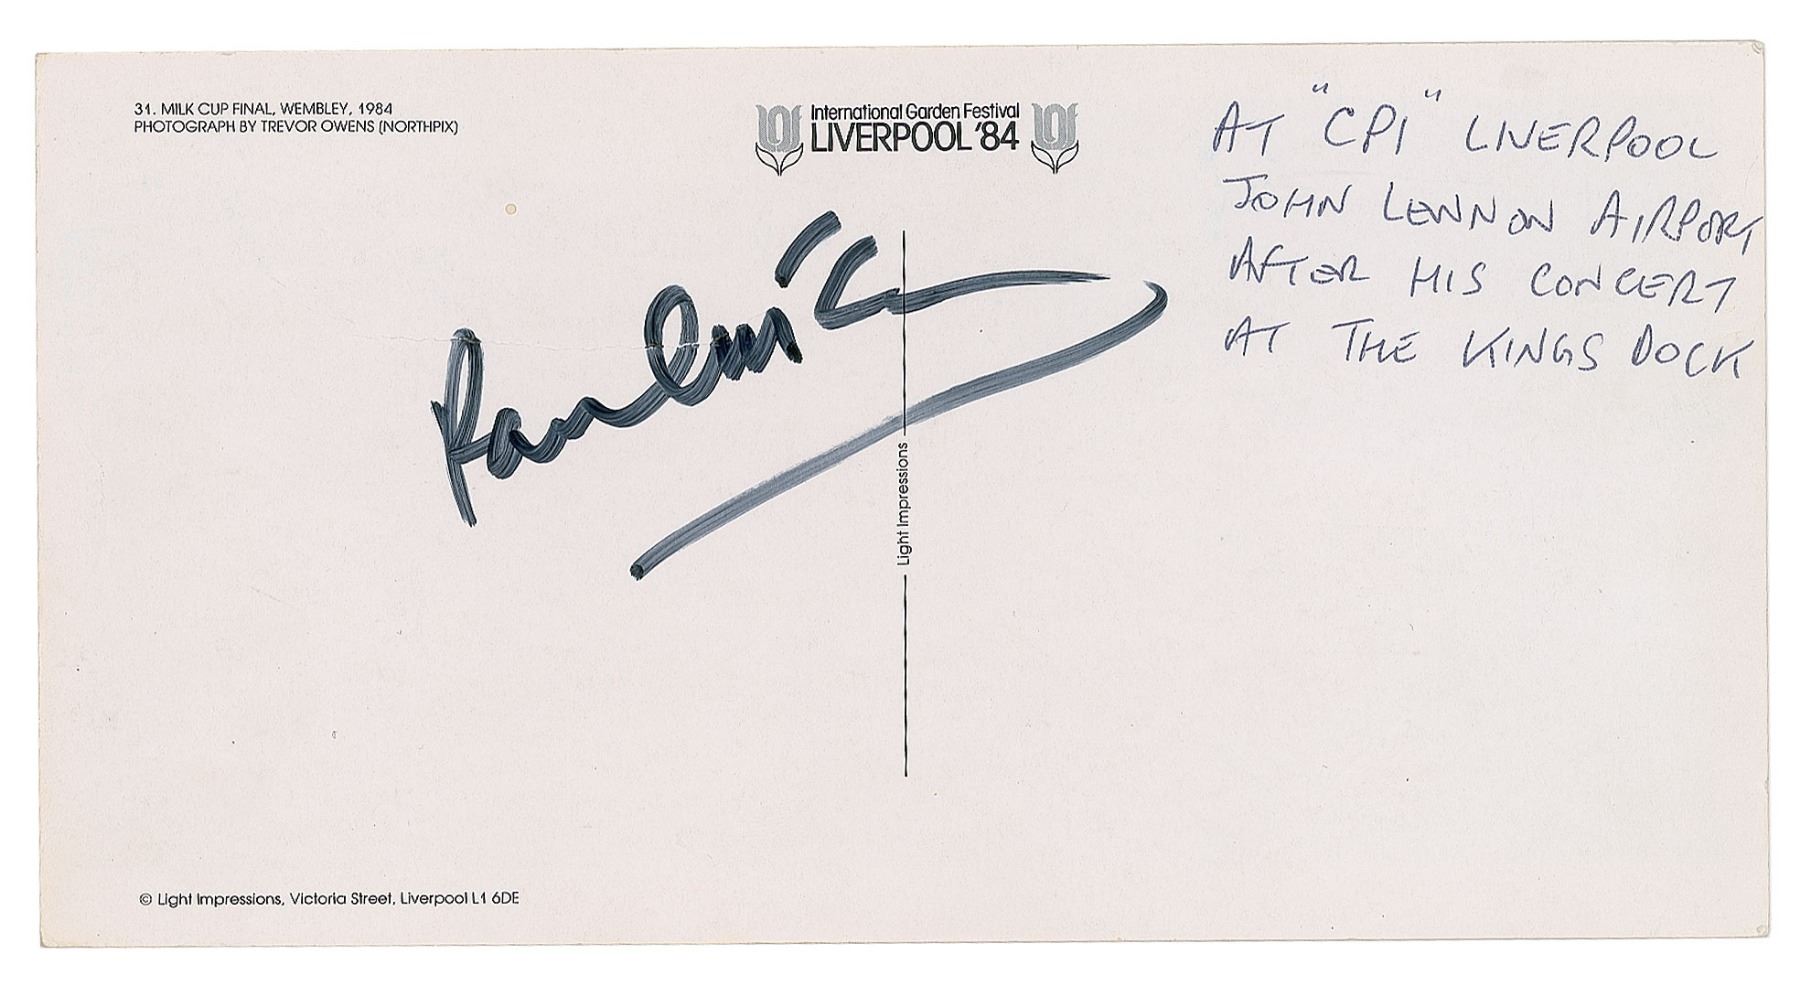 31. MILK CUP FINAL, WEMBLEY, 1984
PHOTOGRAPH BY TREVOR OWENS (NORTHPIX)
International Garden Festival
LIVERPOOL '84
AT "CPI" LIVERPOOL
JOHN LENNON AIRPORT
AFTER HIS CONCERT
AT THE KINGS DOCK
Paul McC
Light Impressions
© Light Impressions, Victoria Street, Liverpool L1 6DE